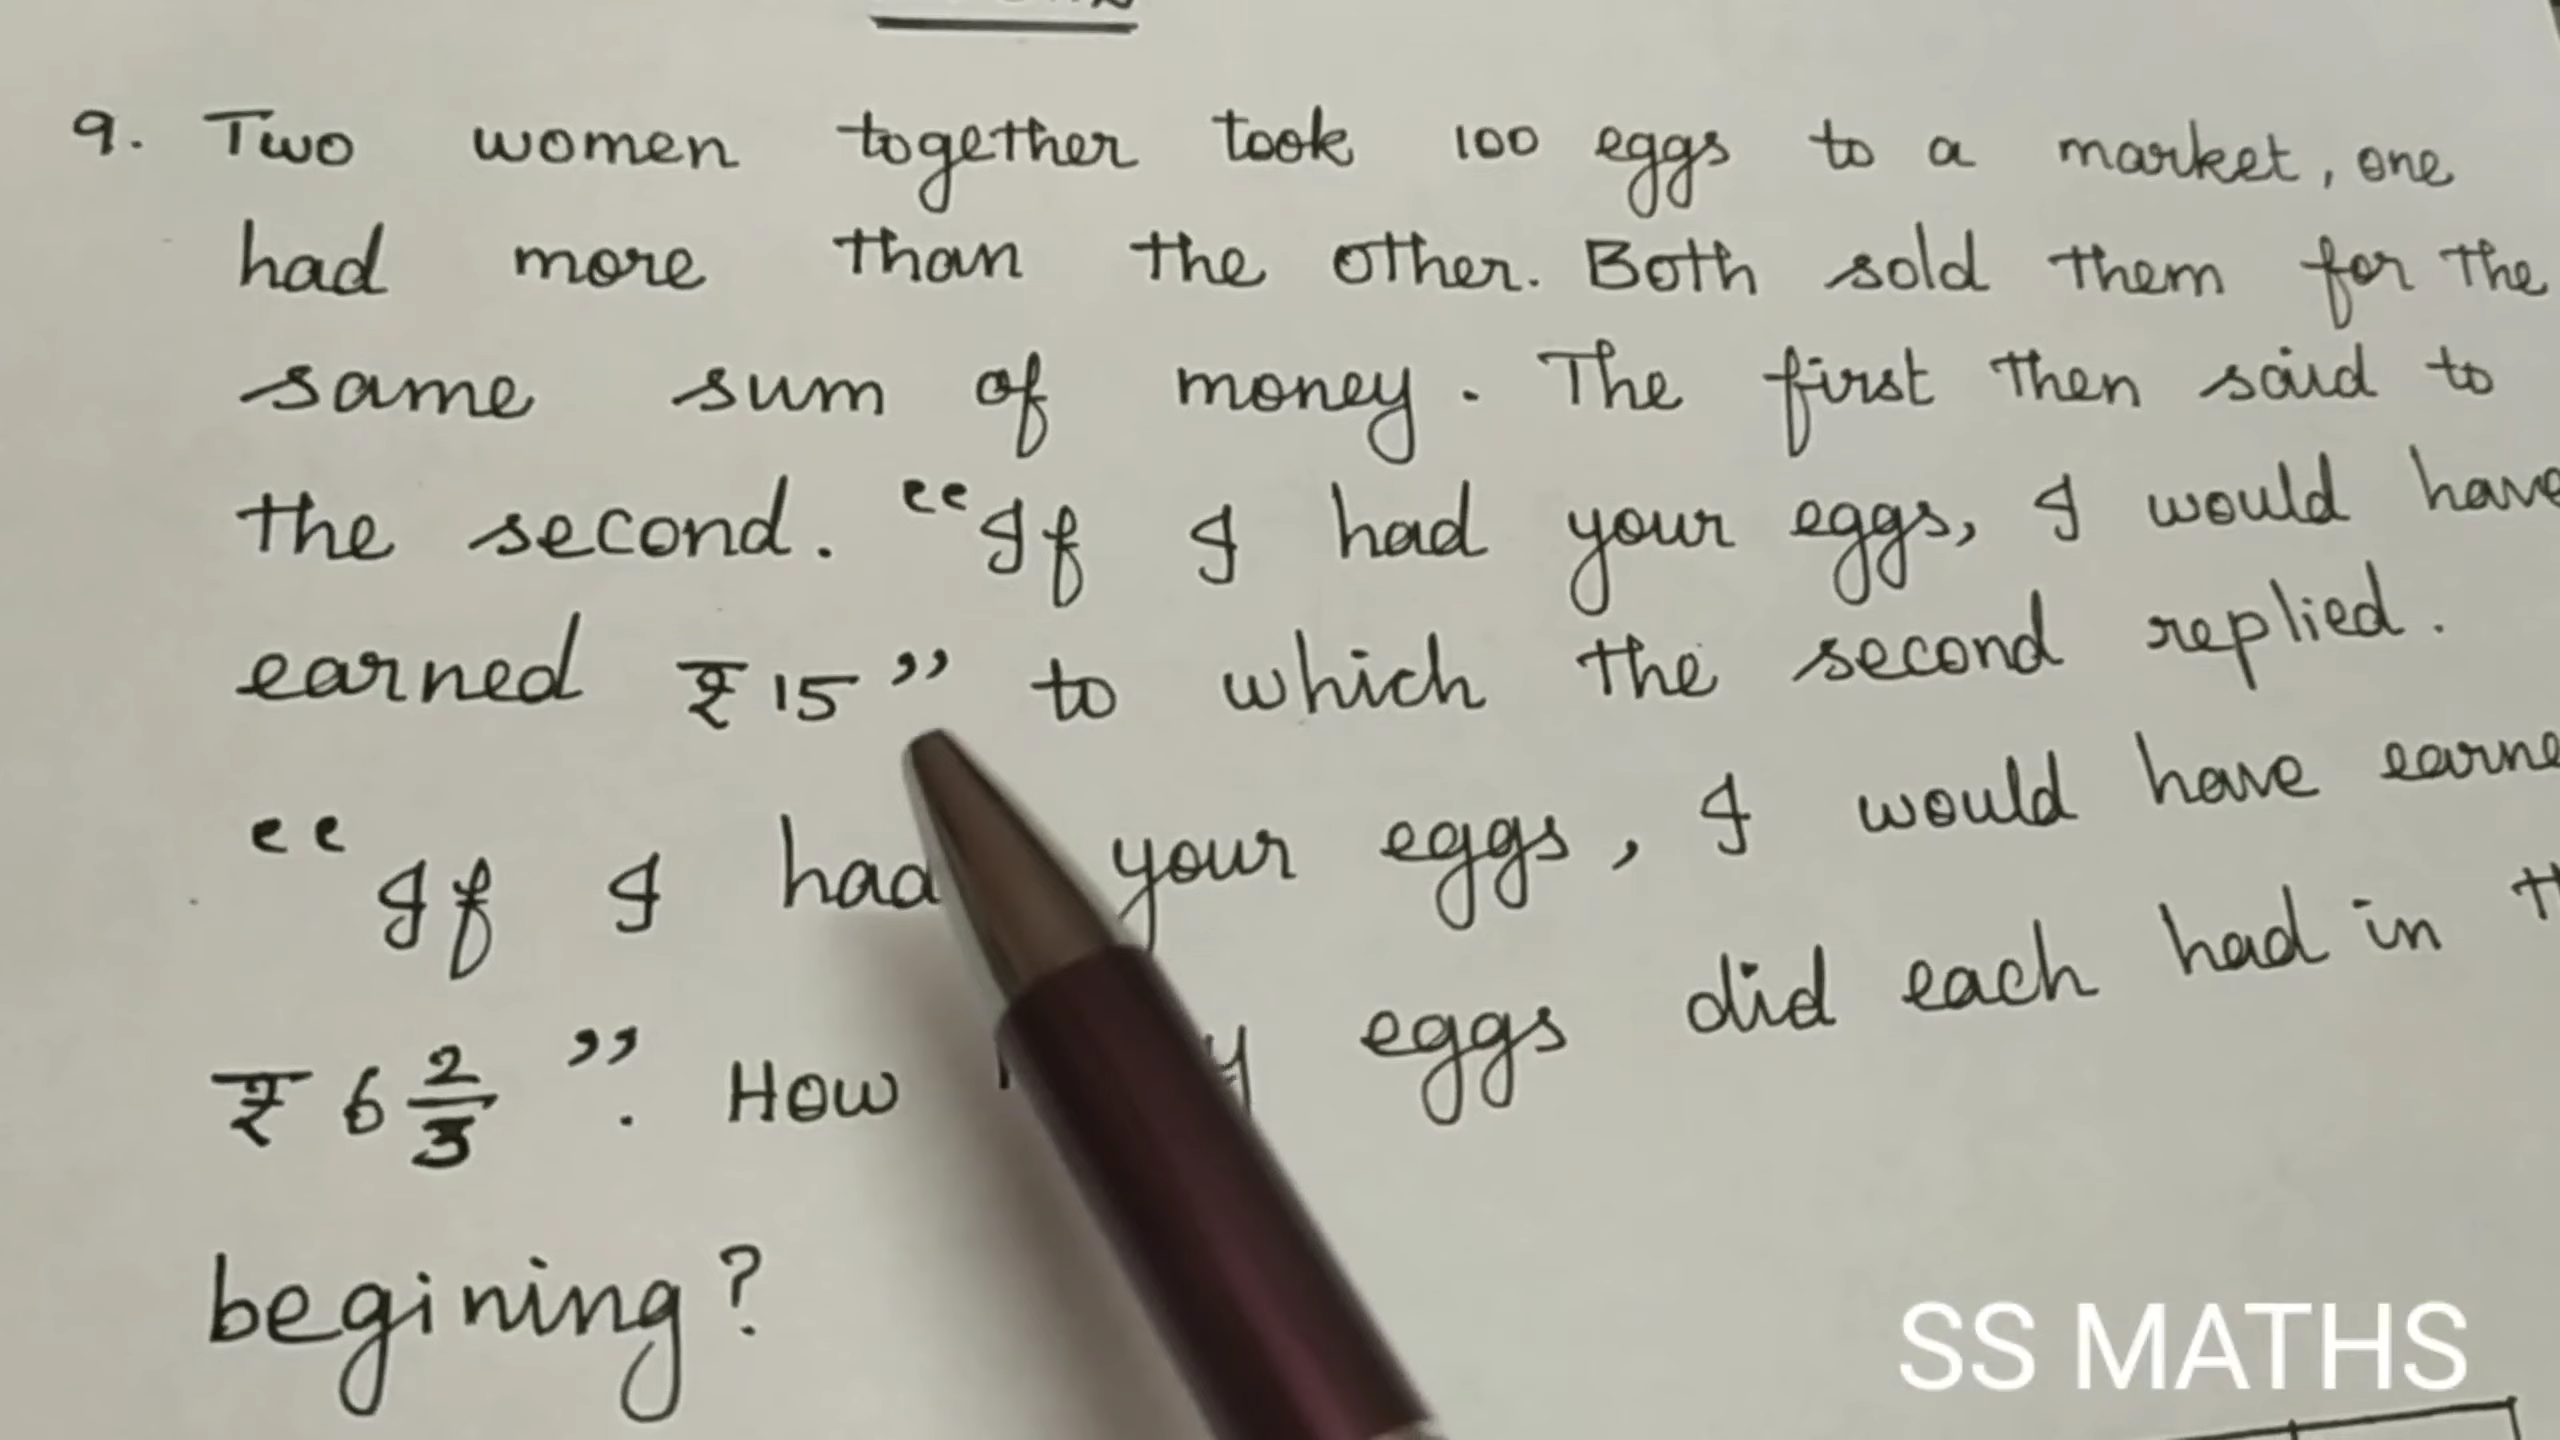 9. Two women together took 100 eggs to a market, one
had more than the other. Both sold them for the
same sum of money. The first then said to
the second. "If I had your eggs, I would have
earned ₹ 15" to which the second replied.
"If I had your eggs, I would have earne
₹ 6 2/3". How eggs did each had in th
begining?
SS MATHS